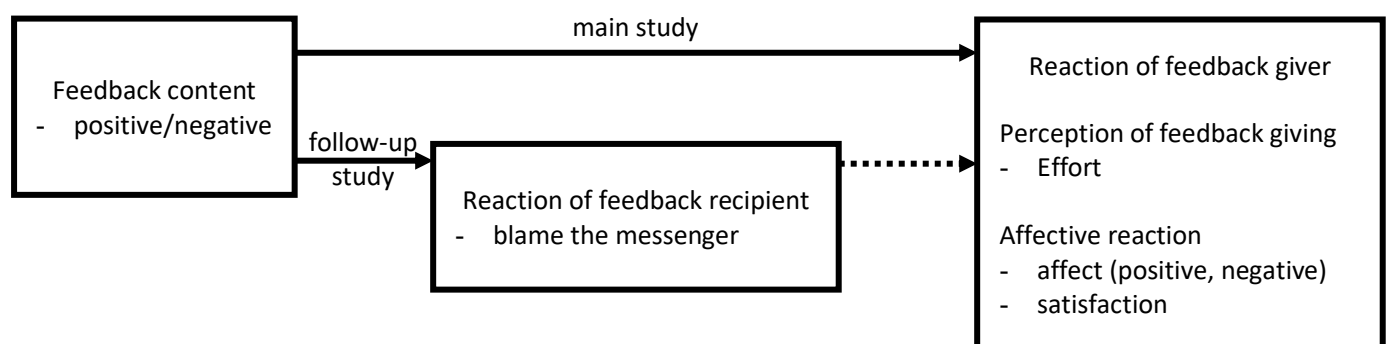 main study
Feedback content
- positive/negative
follow-up
study
Reaction of feedback recipient
- blame the messenger
Reaction of feedback giver
Perception of feedback giving
- Effort
Affective reaction
- affect (positive, negative)
- satisfaction